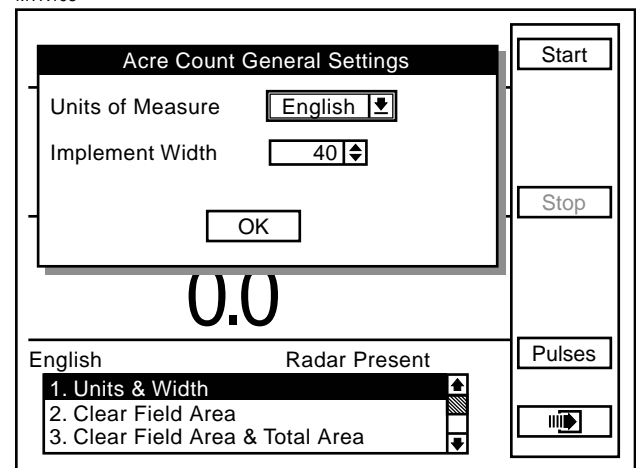 Acre Count General Settings
Units of Measure English
Implement Width 40
OK
0.0
English Radar Present
1. Units & Width
2. Clear Field Area
3. Clear Field Area & Total Area
Start
Stop
Pulses